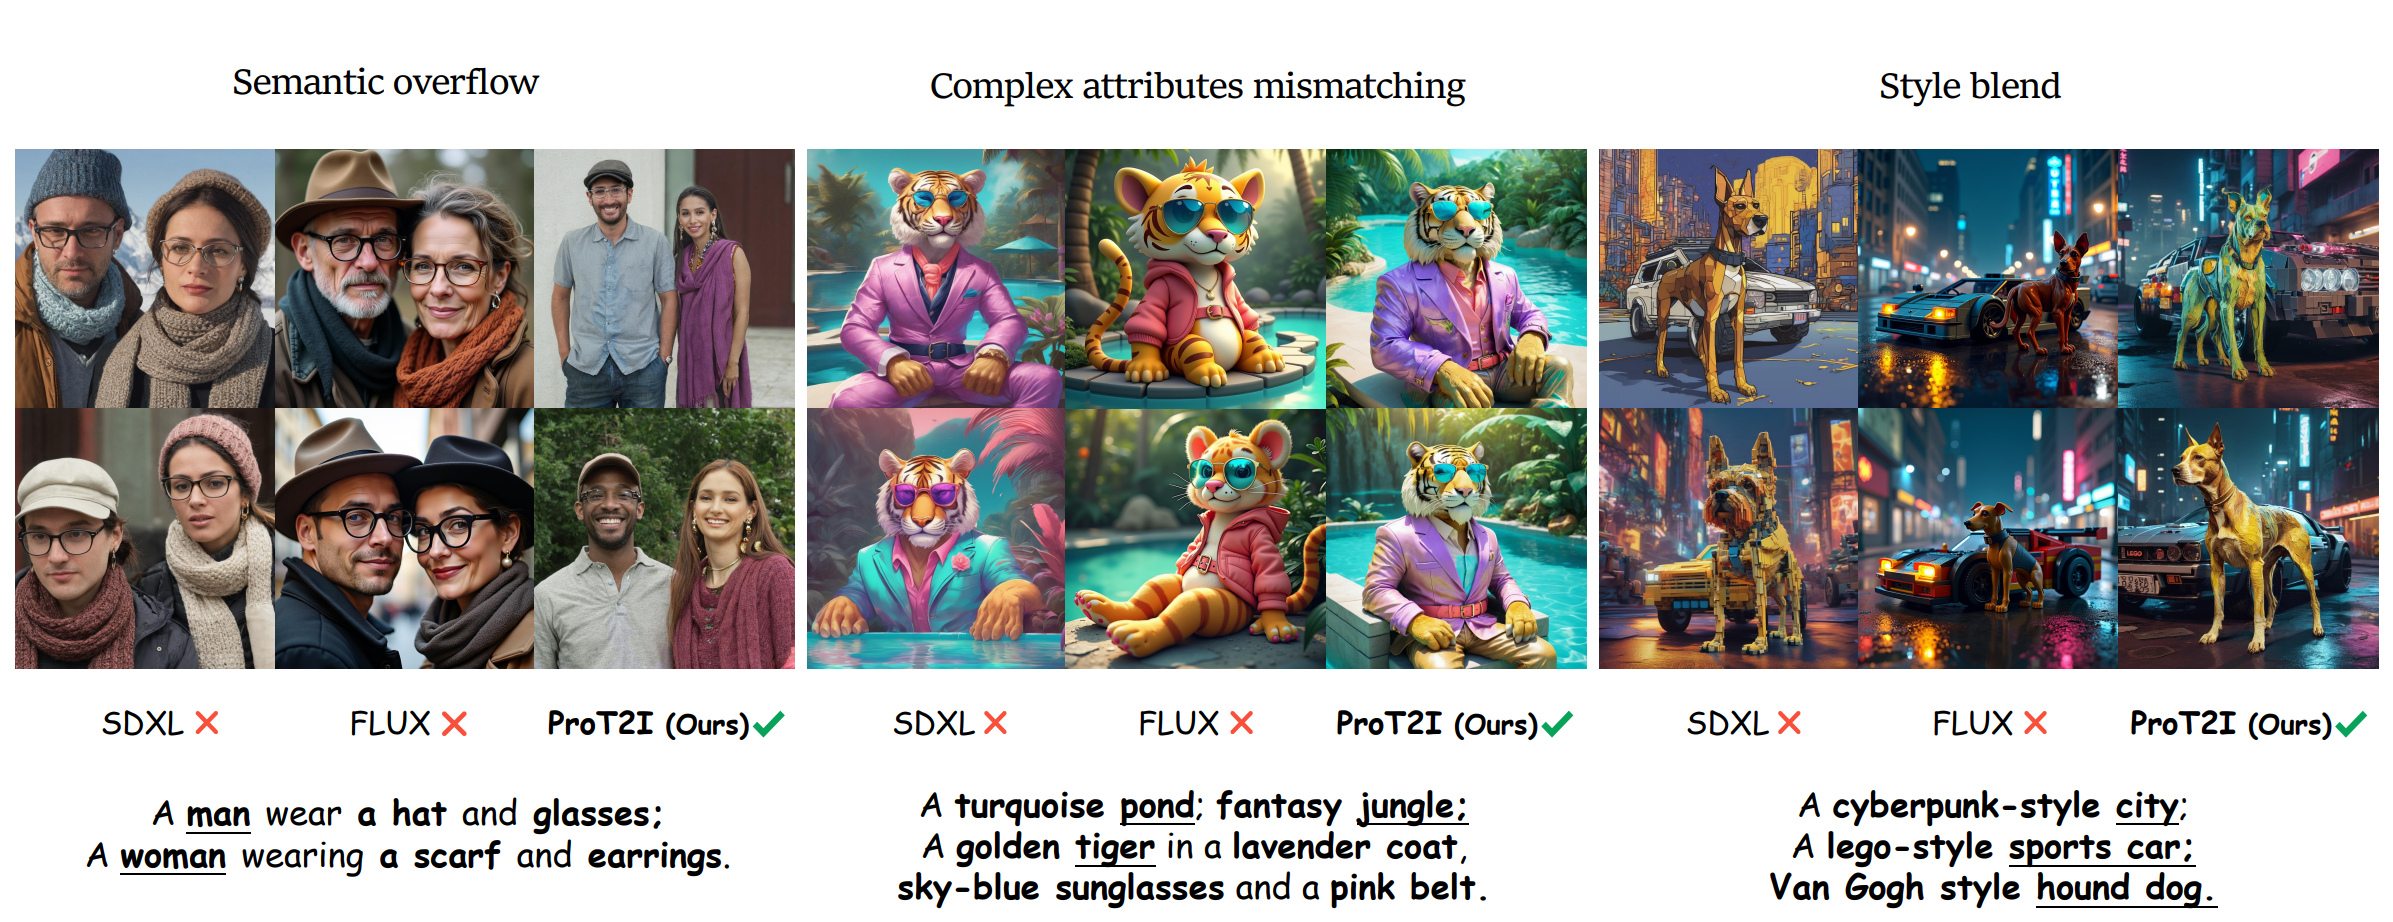 Semantic overflow
Complex attributes mismatching
Style blend
SDXL
FLUX
ProT2I (Ours)
SDXL
FLUX
ProT2I (Ours)
SDXL
FLUX
ProT2I (Ours)
A man wear a hat and glasses;
A woman wearing a scarf and earrings.
A turquoise pond; fantasy jungle;
A golden tiger in a lavender coat,
sky-blue sunglasses and a pink belt.
A cyberpunk-style city;
A lego-style sports car;
Van Gogh style hound dog.
LEGO